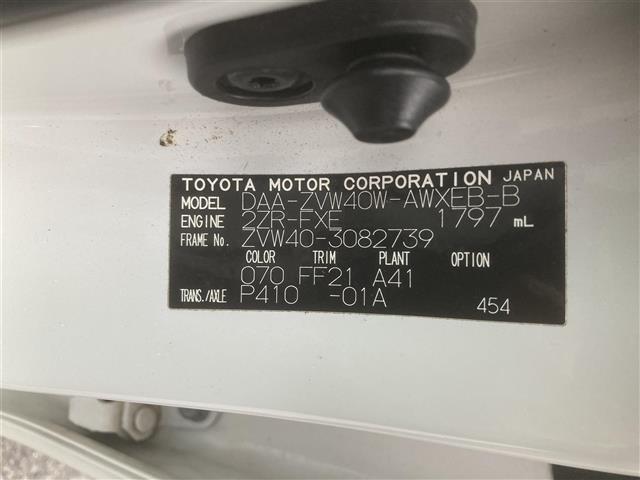 TOYOTA MOTOR CORPORATION JAPAN
MODEL DAA-ZVW40W-AWXEB-B
ENGINE 2ZR-FXE 1797 mL
FRAME No. ZVW40-3082739
COLOR TRIM PLANT OPTION
070 FF21 A41
TRANS./AXLE P410 -01A 454